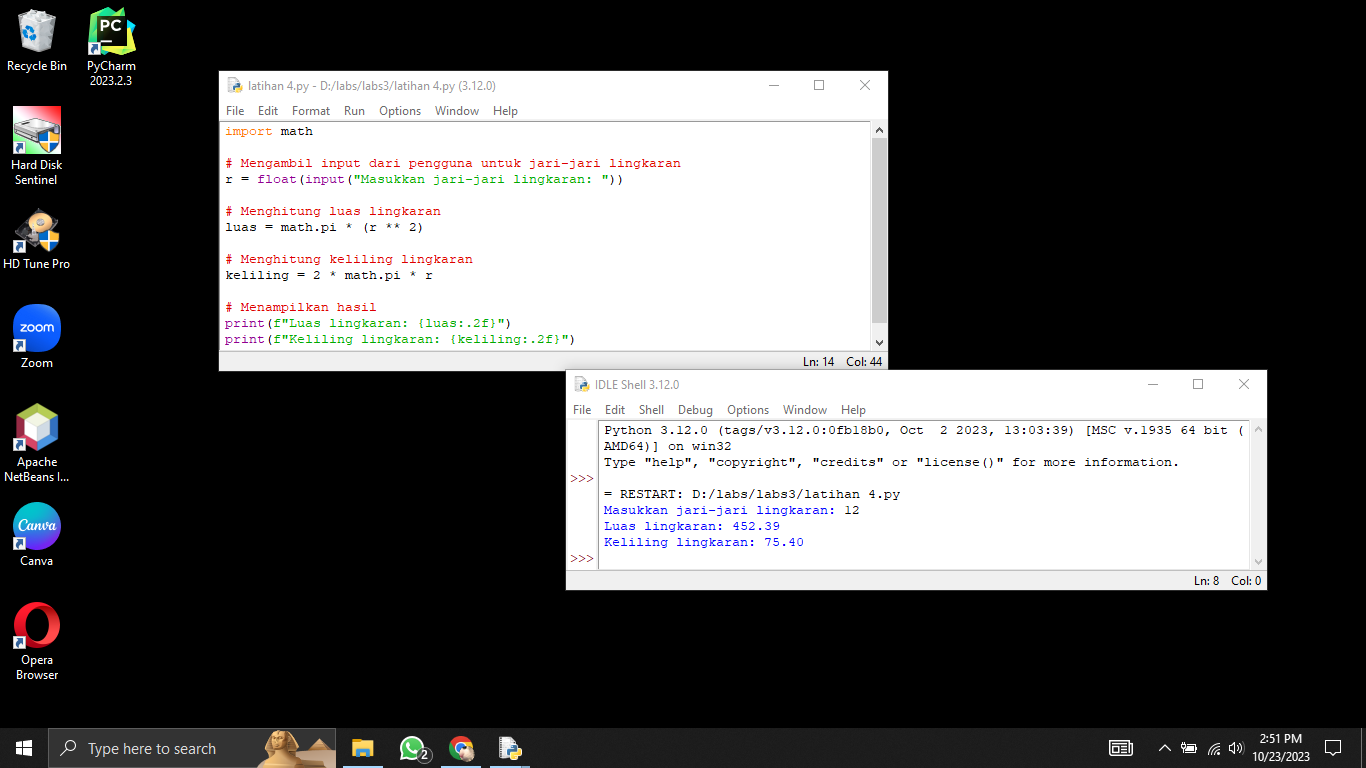 Recycle Bin
PC
PyCharm
2023.2.3
Hard Disk
Sentinel
HD Tune Pro
zoom
Zoom
Apache
NetBeans I...
Canva
Canva
Opera
Browser
latihan 4.py - D:/labs/labs3/latihan 4.py (3.12.0)
File Edit Format Run Options Window Help
import math
# Mengambil input dari pengguna untuk jari-jari lingkaran
r = float(input("Masukkan jari-jari lingkaran: "))
# Menghitung luas lingkaran
luas = math.pi * (r ** 2)
# Menghitung keliling lingkaran
keliling = 2 * math.pi * r
# Menampilkan hasil
print(f"Luas lingkaran: {luas:.2f}")
print(f"Keliling lingkaran: {keliling:.2f}")
Ln: 14 Col: 44
IDLE Shell 3.12.0
File Edit Shell Debug Options Window Help
Python 3.12.0 (tags/v3.12.0:0fb18b0, Oct  2 2023, 13:03:39) [MSC v.1935 64 bit (
AMD64)] on win32
Type "help", "copyright", "credits" or "license()" for more information.
>>>
= RESTART: D:/labs/labs3/latihan 4.py
Masukkan jari-jari lingkaran: 12
Luas lingkaran: 452.39
Keliling lingkaran: 75.40
>>>
Ln: 8 Col: 0
Type here to search
2
2:51 PM
10/23/2023